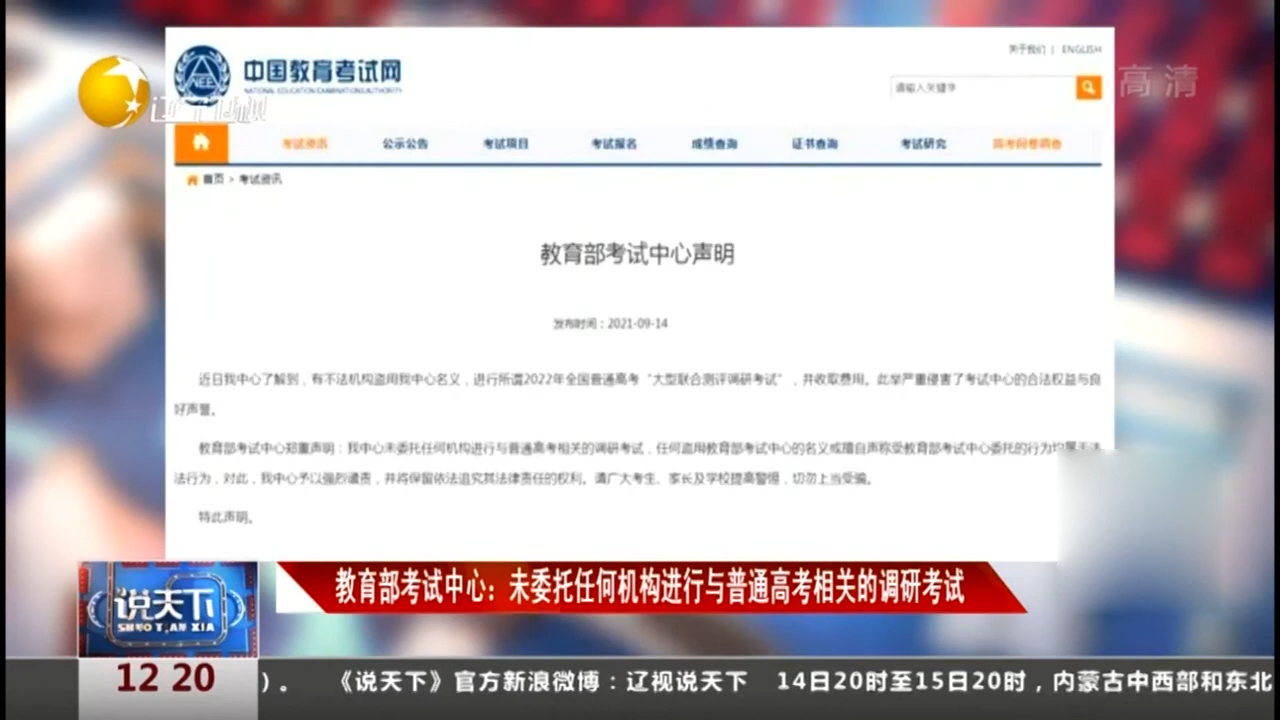 关于我们 | ENGLISH
中国教育考试网
NATIONAL EDUCATION EXAMINATIONS AUTHORITY
NEEA
请输入关键字
高清
辽宁卫视
考试资讯 公示公告 考试项目 考试报名 成绩查询 证书查询 考试研究 高考问卷调查
首页 > 考试资讯
教育部考试中心声明
发布时间：2021-09-14
近日我中心了解到，有不法机构盗用我中心名义，进行所谓2022年全国普通高考“大型联合测评调研考试”，并收取费用。此举严重侵害了考试中心的合法权益与良
好声誉。
教育部考试中心郑重声明：我中心未委托任何机构进行与普通高考相关的调研考试，任何盗用教育部考试中心的名义或擅自声称受教育部考试中心委托的行为均属于违
法行为，对此，我中心予以强烈谴责，并将保留依法追究其法律责任的权利。请广大考生、家长及学校提高警惕，切勿上当受骗。
特此声明。
教育部考试中心：未委托任何机构进行与普通高考相关的调研考试
说天下
SHUO TIAN XIA
12 20
）。 《说天下》官方新浪微博：辽视说天下 14日20时至15日20时，内蒙古中西部和东北